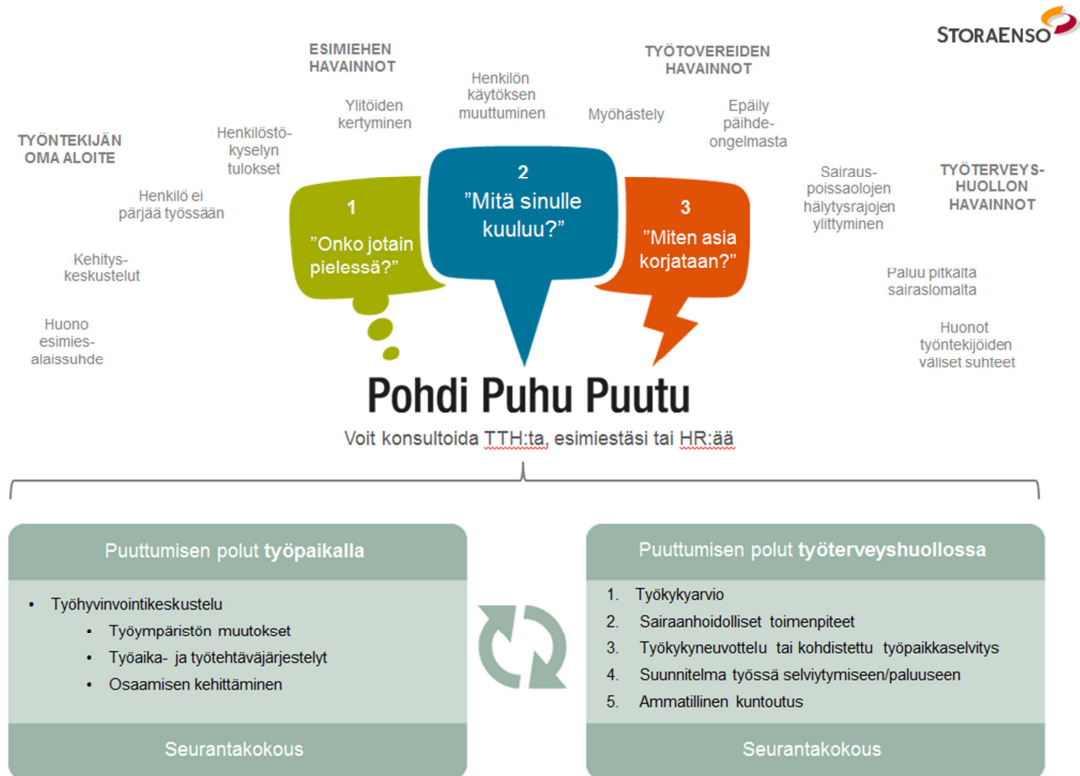 STORAENSO
ESIMIEHEN
HAVAINNOT
TYÖTOVEREIDEN
HAVAINNOT
Henkilön
käytöksen
muuttuminen
Ylitöiden
kertyminen
Myöhästely
Epäily
päihde-
ongelmasta
TYÖNTEKIJÄN
OMA ALOITE
Henkilöstö-
kyselyn
tulokset
Sairaus-
poissaolojen
hälytysrajojen
ylittyminen
TYÖTERVEYS-
HUOLLON
HAVAINNOT
Henkilö ei
pärjää työssään
Kehitys-
keskustelut
Paluu pitkältä
sairaslomalta
Huono
esimies-
alaissuhde
Huonot
työntekijöiden
väliset suhteet
1
"Onko jotain
pielessä?"
2
"Mitä sinulle
kuuluu?"
3
"Miten asia
korjataan?"
Pohdi Puhu Puutu
Voit konsultoida TTH:ta, esimiestäsi tai HR:ää
Puuttumisen polut työpaikalla
• Työhyvinvointikeskustelu
• Työympäristön muutokset
• Työaika- ja työtehtäväjärjestelyt
• Osaamisen kehittäminen
Seurantakokous
Puuttumisen polut työterveyshuollossa
1. Työkykyarvio
2. Sairaanhoidolliset toimenpiteet
3. Työkykyneuvottelu tai kohdistettu työpaikkaselvitys
4. Suunnitelma työssä selviytymiseen/paluuseen
5. Ammatillinen kuntoutus
Seurantakokous